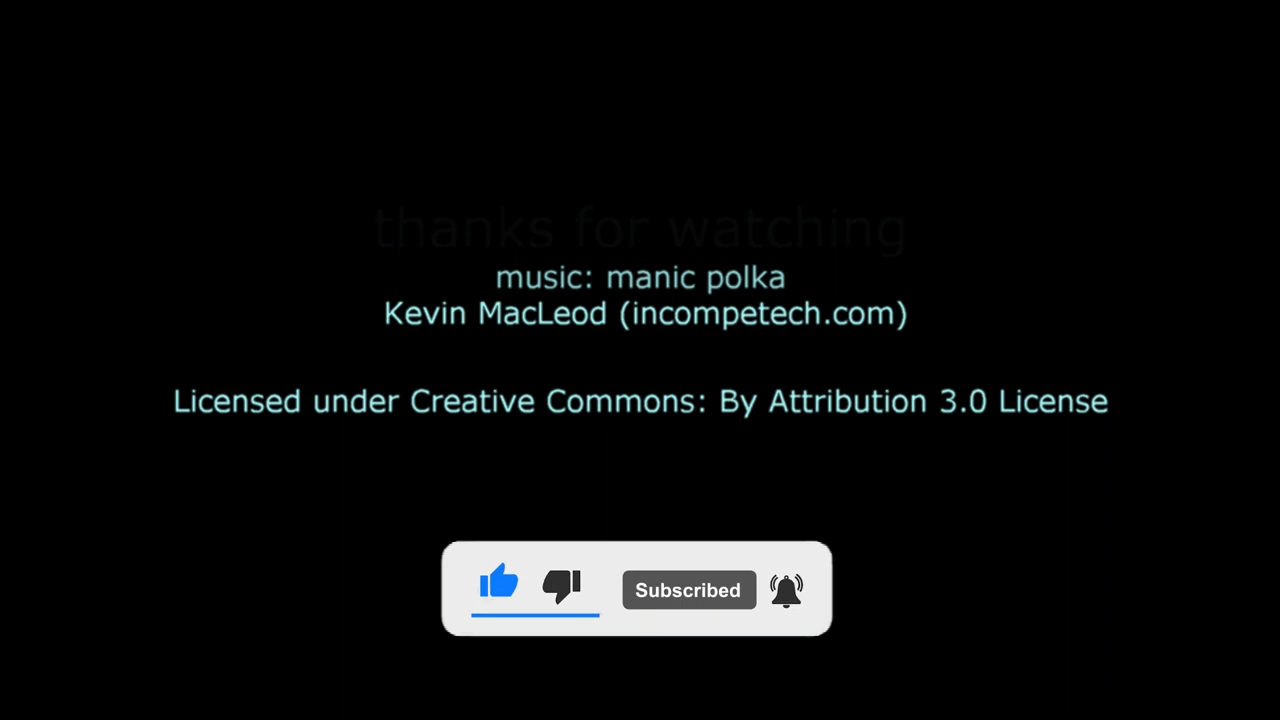 thanks for watching
music: manic polka
Kevin MacLeod (incompetech.com)
Licensed under Creative Commons: By Attribution 3.0 License
Subscribed